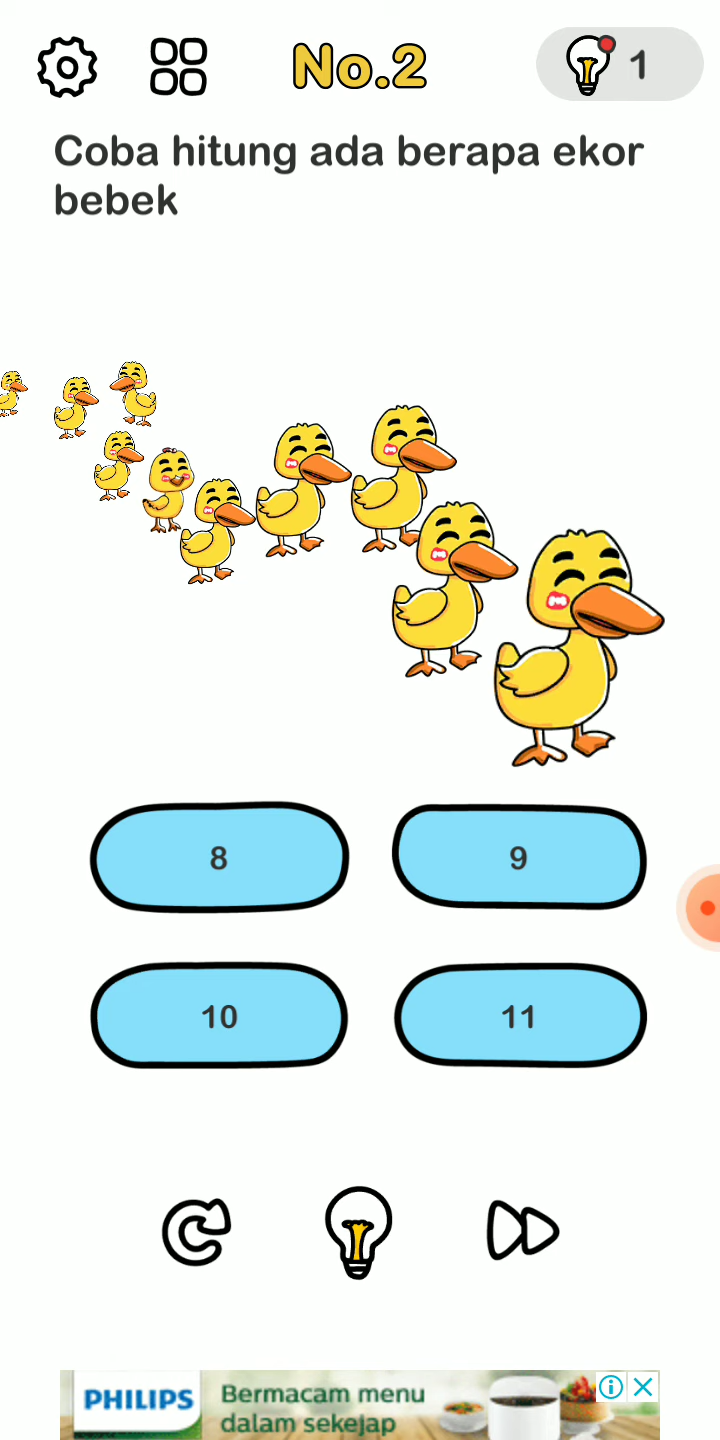 No.2
1
Coba hitung ada berapa ekor
bebek
8
9
10
11
PHILIPS
Bermacam menu
dalam sekejap